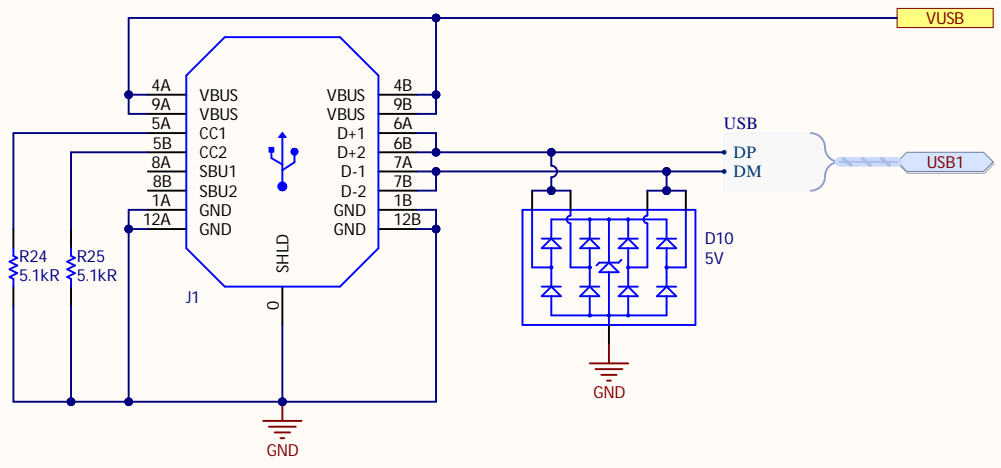 VUSB
4A VBUS VBUS 4B
9A VBUS VBUS 9B
5A CC1 D+1 6A
5B CC2 D+2 6B
8A SBU1 D-1 7A
8B SBU2 D-2 7B
1A GND GND 1B
12A GND GND 12B
SHLD
0
J1
R24
5.1kR
R25
5.1kR
GND
USB
DP
DM
USB1
D10
5V
GND